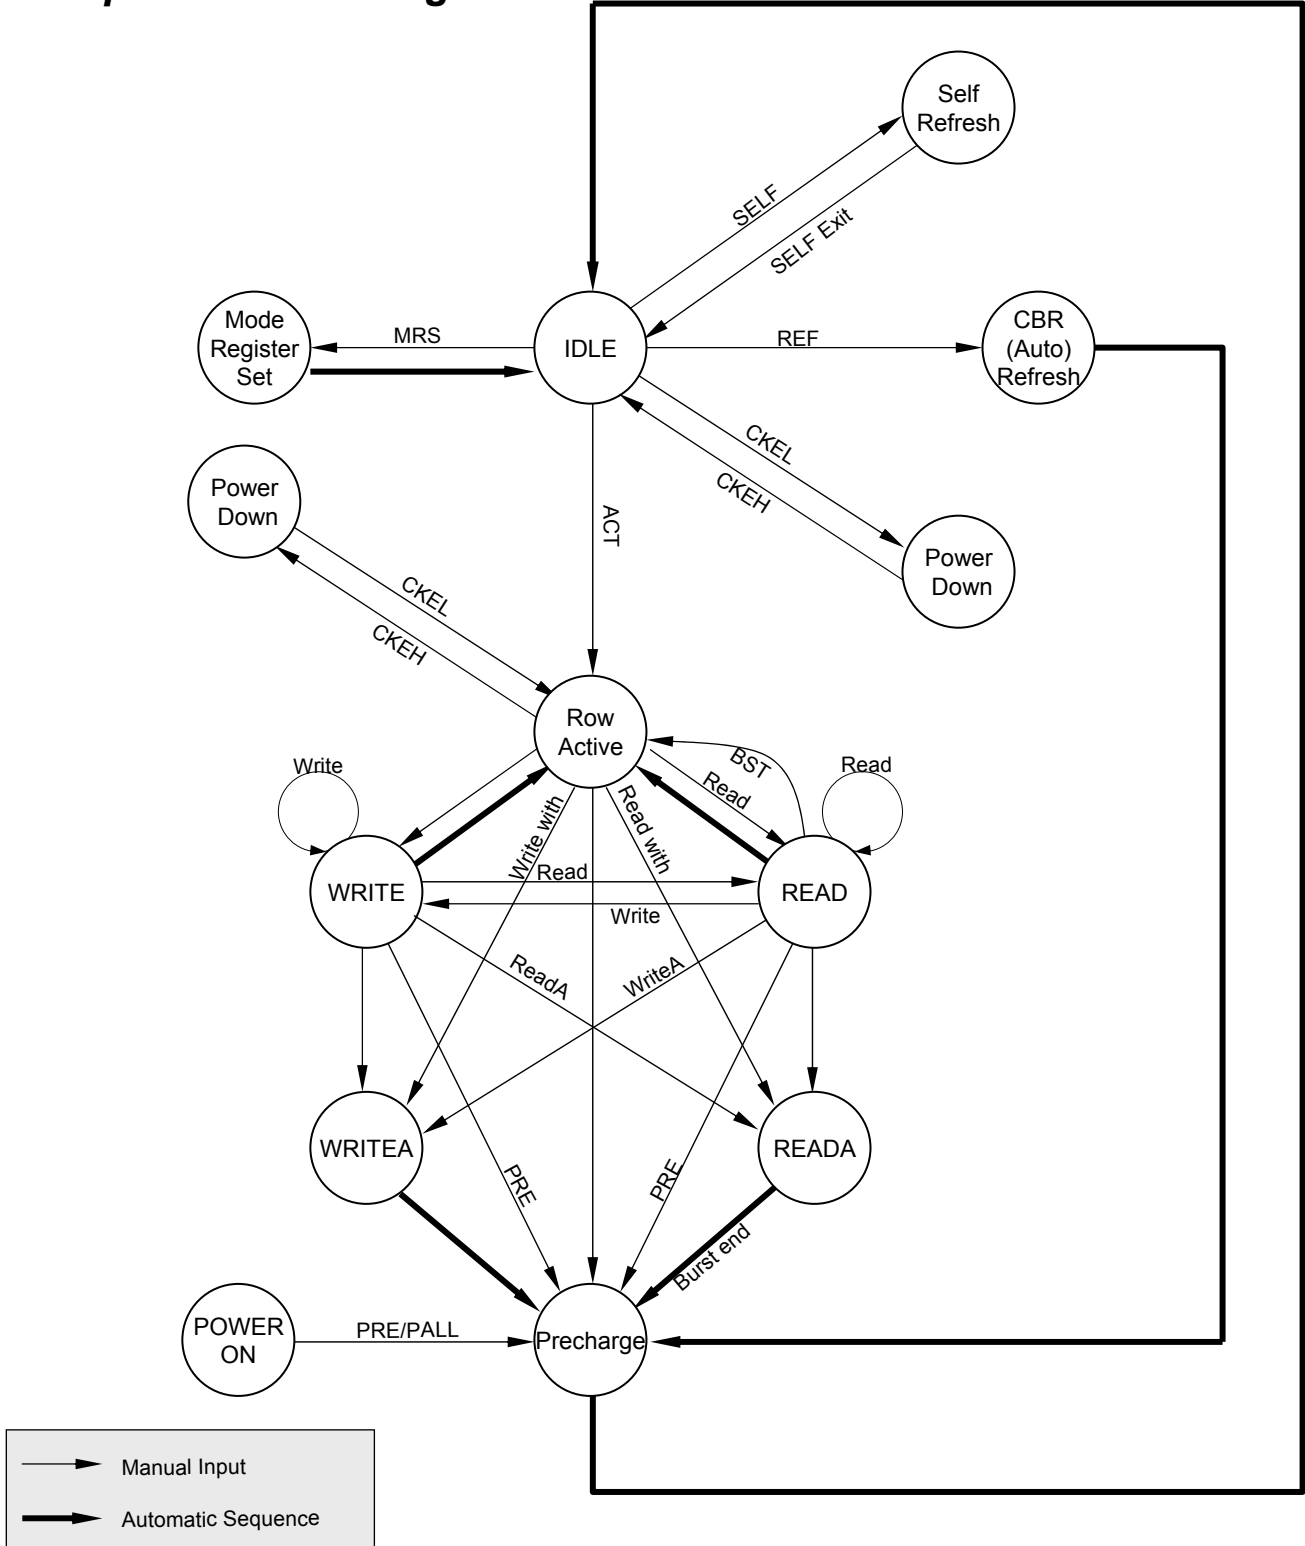 Self
Refresh
SELF
SELF Exit
Mode
Register
Set
MRS
IDLE
REF
CBR
(Auto)
Refresh
CKEL
CKEH
Power
Down
ACT
Power
Down
CKEL
CKEH
Row
Active
BST
Write
Read
Read
Write with
Read with
WRITE
Read
Write
READ
ReadA
WriteA
WRITEA
READA
PRE
PRE
Burst end
POWER
ON
PRE/PALL
Precharge
Manual Input
Automatic Sequence